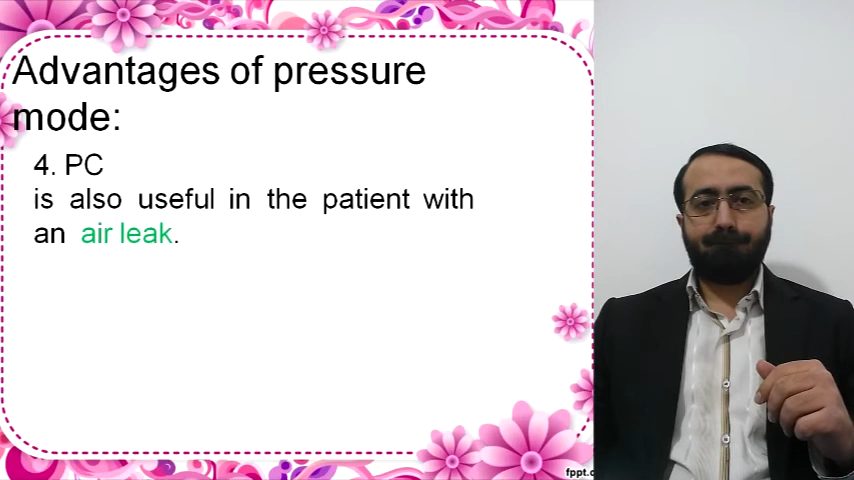 Advantages of pressure
mode:
4. PC
is also useful in the patient with
an air leak.